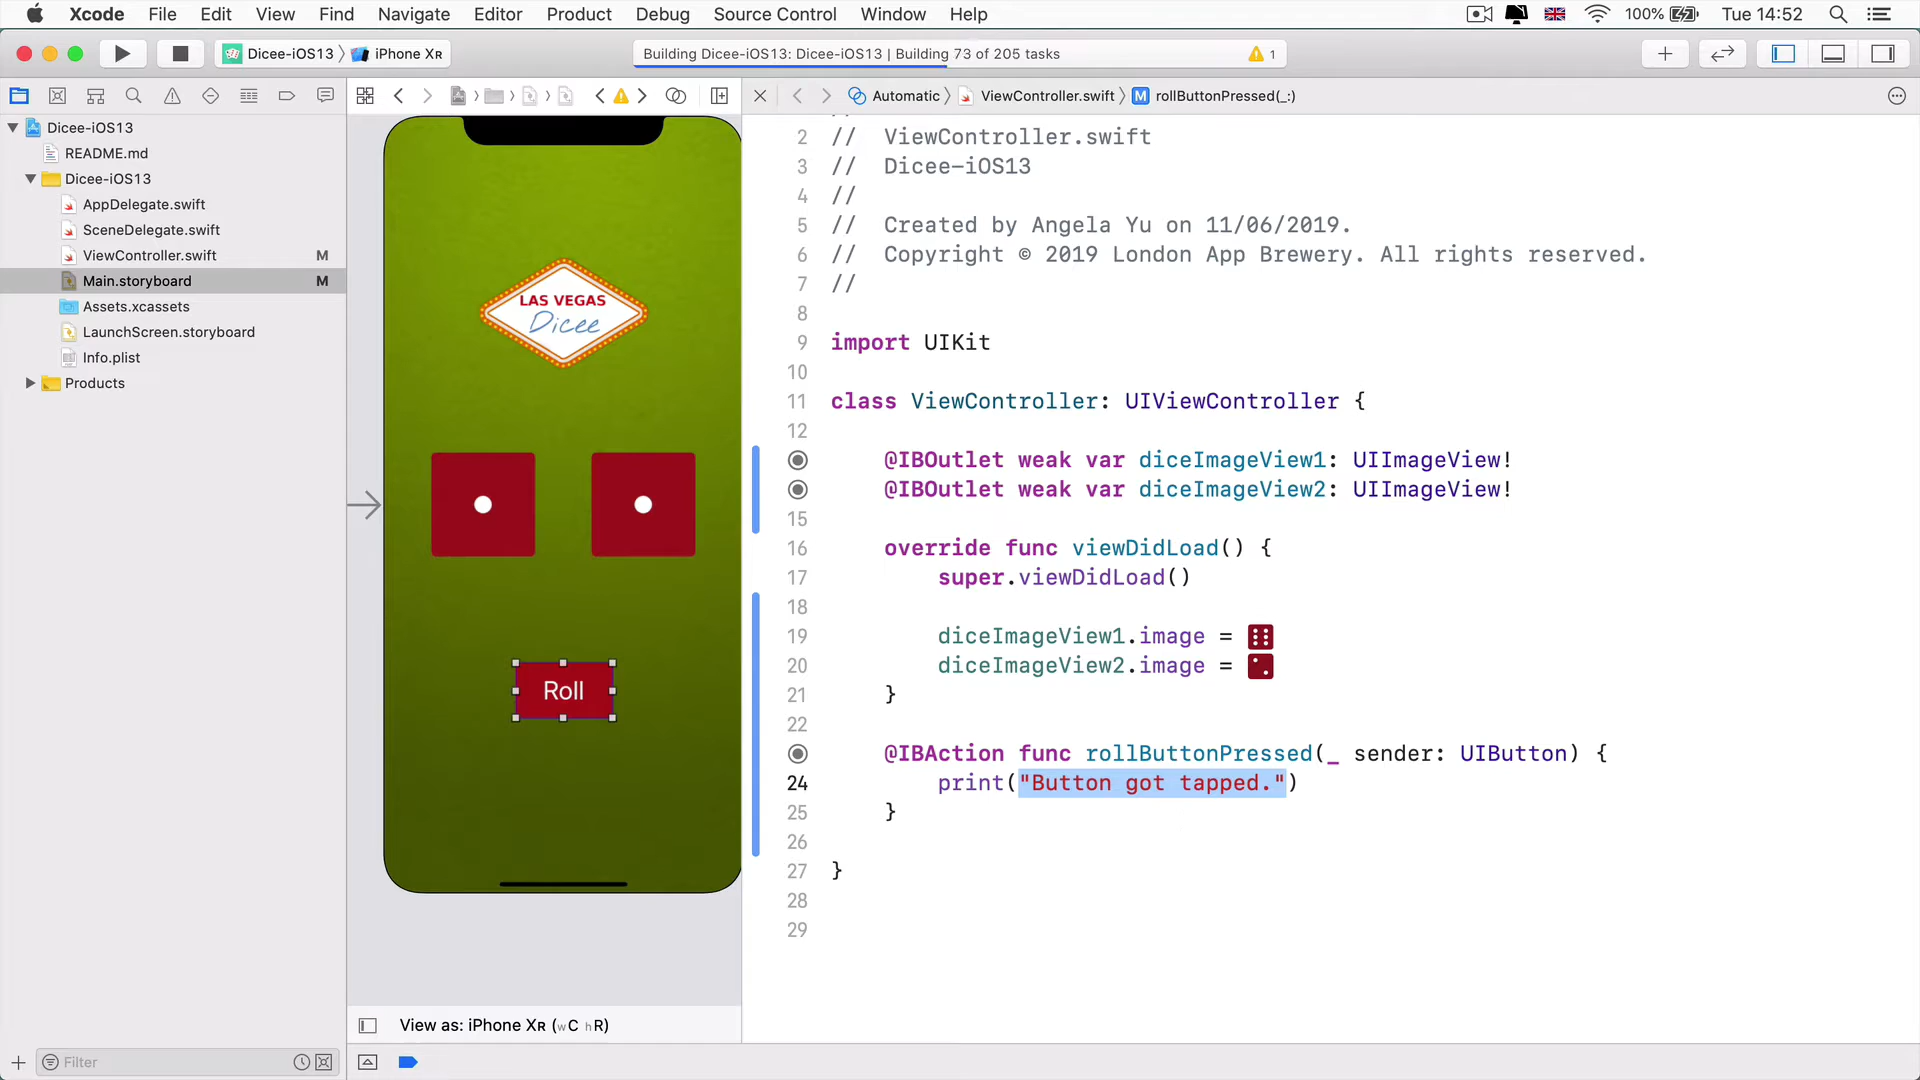 Xcode File Edit View Find Navigate Editor Product Debug Source Control Window Help 100% Tue 14:52
Dicee-iOS13 iPhone XR Building Dicee-iOS13: Dicee-iOS13 | Building 73 of 205 tasks 1
Automatic ViewController.swift M rollButtonPressed(_:)
Dicee-iOS13
README.md
Dicee-iOS13
AppDelegate.swift
SceneDelegate.swift
ViewController.swift M
Main.storyboard M
Assets.xcassets
LaunchScreen.storyboard
Info.plist
Products
Filter
LAS VEGAS
Dicee
Roll
View as: iPhone XR (wC hR)
2 // ViewController.swift
3 // Dicee-iOS13
4 //
5 // Created by Angela Yu on 11/06/2019.
6 // Copyright © 2019 London App Brewery. All rights reserved.
7 //
8
9 import UIKit
10
11 class ViewController: UIViewController {
12
@IBOutlet weak var diceImageView1: UIImageView!
@IBOutlet weak var diceImageView2: UIImageView!
15
16 override func viewDidLoad() {
17 super.viewDidLoad()
18
19 diceImageView1.image =
20 diceImageView2.image =
21 }
22
@IBAction func rollButtonPressed(_ sender: UIButton) {
24 print("Button got tapped.")
25 }
26
27 }
28
29